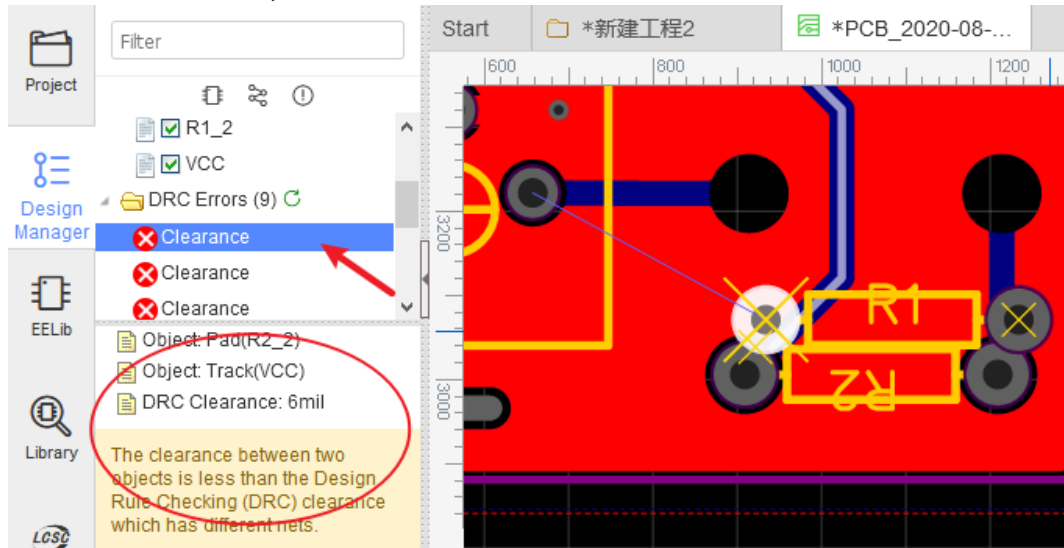 Start
*新建工程2
*PCB_2020-08-...
Filter
Project
Design
Manager
EELib
Library
LCSC
R1_2
VCC
DRC Errors (9)
Clearance
Clearance
Clearance
Object: Pad(R2_2)
Object: Track(VCC)
DRC Clearance: 6mil
The clearance between two
objects is less than the Design
Rule Checking (DRC) clearance
which has different nets.
600
800
1000
1200
3200
3000
R1
R2